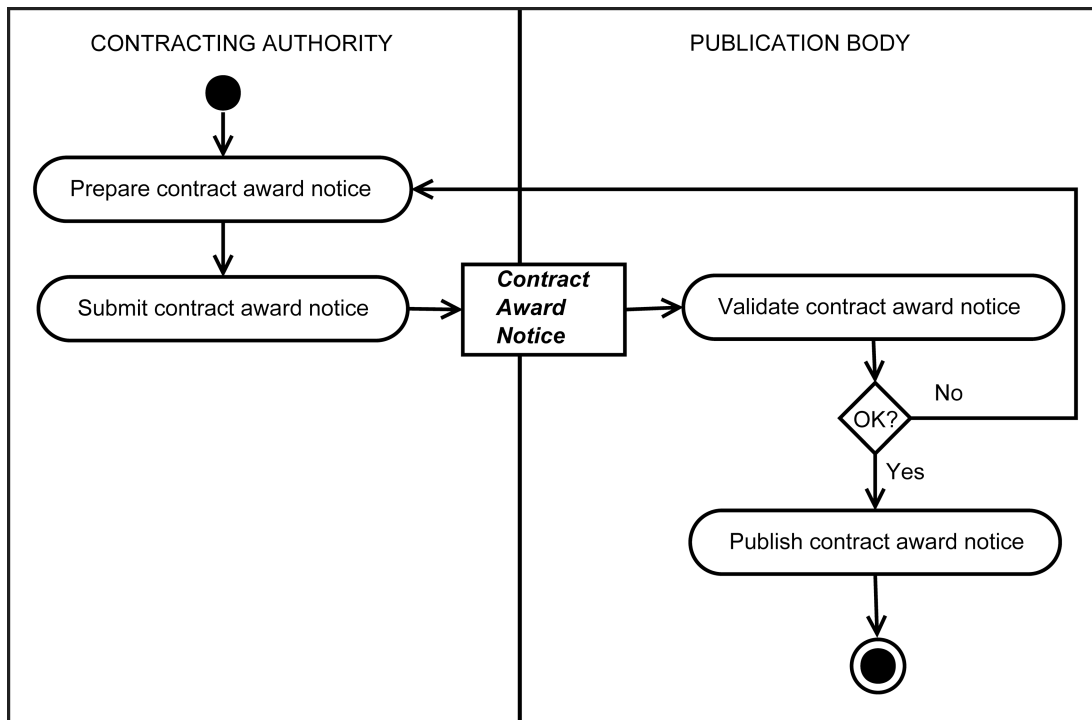 CONTRACTING AUTHORITY
PUBLICATION BODY
Prepare contract award notice
Submit contract award notice
Contract
Award
Notice
Validate contract award notice
No
OK?
Yes
Publish contract award notice